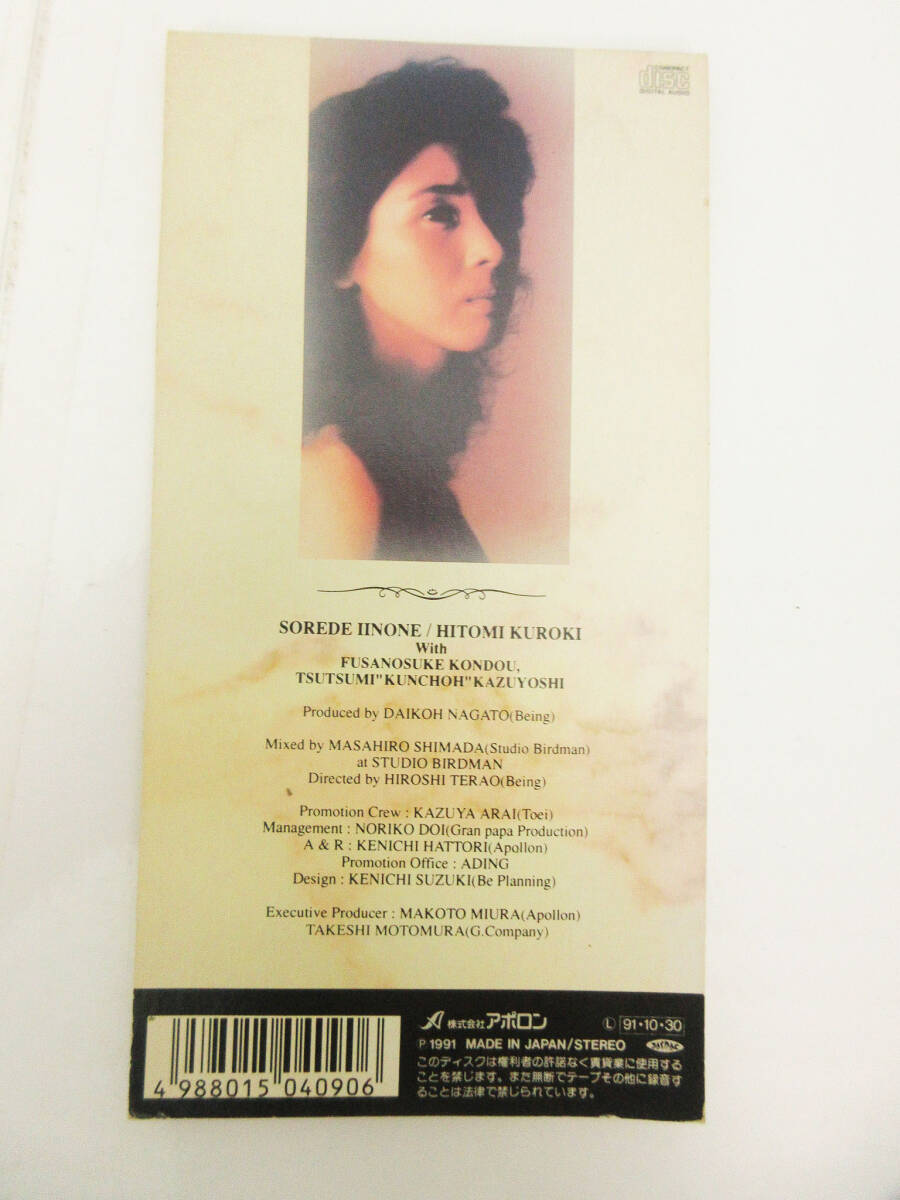 COMPACT
disc
DIGITAL AUDIO
SOREDE IINONE / HITOMI KUROKI
With
FUSANOSUKE KONDOU,
TSUTSUMI"KUNCHOH"KAZUYOSHI
Produced by DAIKOH NAGATO(Being)
Mixed by MASAHIRO SHIMADA(Studio Birdman)
at STUDIO BIRDMAN
Directed by HIROSHI TERAO(Being)
Promotion Crew : KAZUYA ARAI(Toei)
Management : NORIKO DOI(Gran papa Production)
A & R : KENICHI HATTORI(Apollon)
Promotion Office : ADING
Design : KENICHI SUZUKI(Be Planning)
Executive Producer : MAKOTO MIURA(Apollon)
TAKESHI MOTOMURA(G.Company)
4 988015 040906
株式会社アポロン Ⓛ 91・10・30
Ⓟ 1991 MADE IN JAPAN/STEREO
このディスクは権利者の許諾なく賃貸業に使用する
ことを禁じます。また無断でテープその他に録音す
ることは法律で禁じられています。